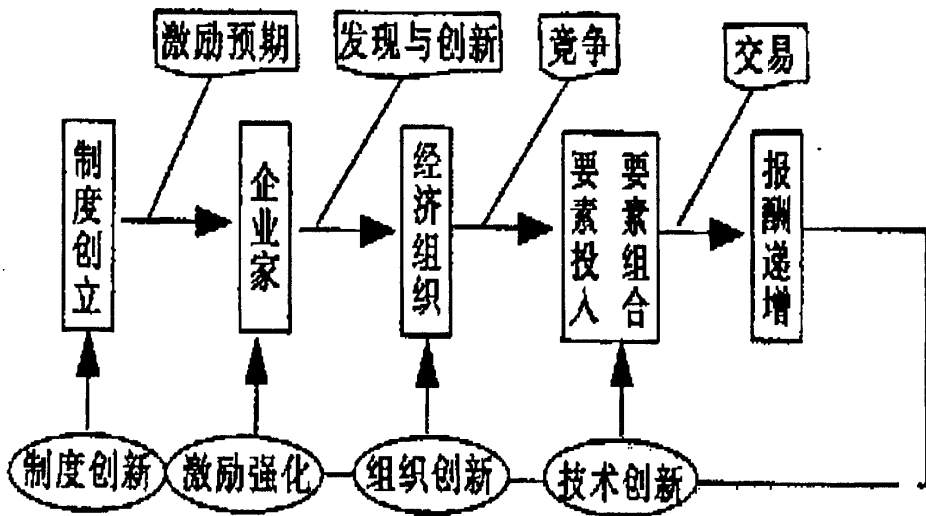 激励预期
发现与创新
竞争
交易
制度创立
企业家
经济组织
要素投入
要素组合
报酬递增
制度创新
激励强化
组织创新
技术创新